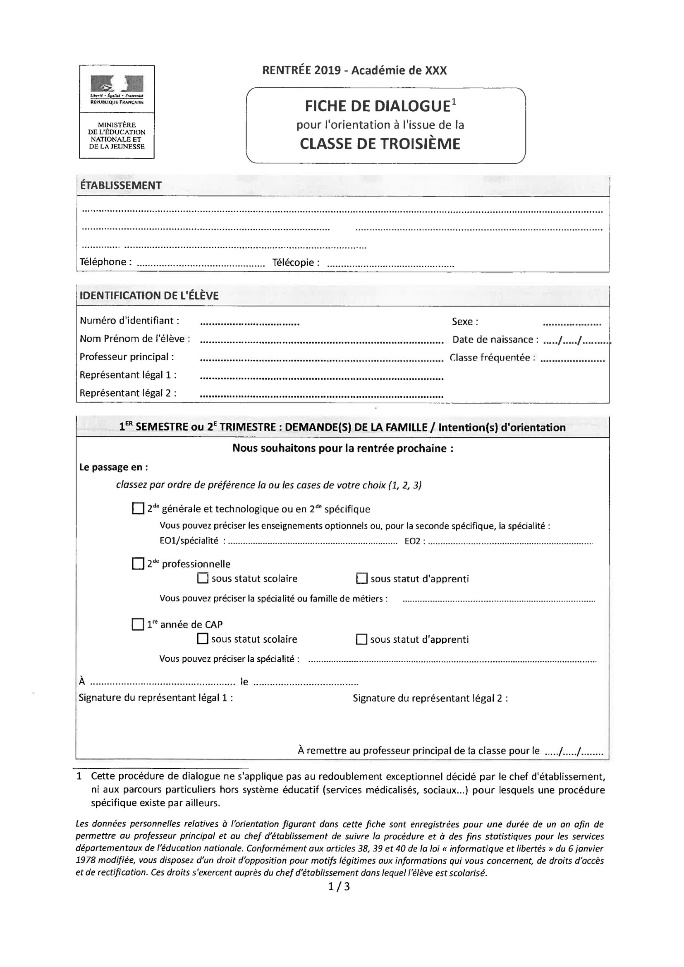 RENTRÉE 2019 - Académie de XXX
Liberté • Égalité • Fraternité
RÉPUBLIQUE FRANÇAISE
MINISTÈRE
DE L'ÉDUCATION
NATIONALE ET
DE LA JEUNESSE
FICHE DE DIALOGUE¹
pour l'orientation à l'issue de la
CLASSE DE TROISIÈME
ÉTABLISSEMENT
Téléphone : ............................................ Télécopie : ............................................
IDENTIFICATION DE L'ÉLÈVE
Numéro d'identifiant : .................................. Sexe : ....................
Nom Prénom de l'élève : .................................. Date de naissance : ...../...../.........
Professeur principal : .................................. Classe fréquentée : ......................
Représentant légal 1 : ..................................
Représentant légal 2 : ..................................
1ER SEMESTRE ou 2E TRIMESTRE : DEMANDE(S) DE LA FAMILLE / Intention(s) d'orientation
Nous souhaitons pour la rentrée prochaine :
Le passage en :
classez par ordre de préférence la ou les cases de votre choix (1, 2, 3)
☐ 2de générale et technologique ou en 2de spécifique
Vous pouvez préciser les enseignements optionnels ou, pour la seconde spécifique, la spécialité :
EO1/spécialité : .................................. EO2 : ..................................
☐ 2de professionnelle
☐ sous statut scolaire ☐ sous statut d'apprenti
Vous pouvez préciser la spécialité ou famille de métiers : ..................................
☐ 1re année de CAP
☐ sous statut scolaire ☐ sous statut d'apprenti
Vous pouvez préciser la spécialité : ..................................
À .................................. le ..................................
Signature du représentant légal 1 : Signature du représentant légal 2 :
À remettre au professeur principal de la classe pour le ...../...../........
1 Cette procédure de dialogue ne s'applique pas au redoublement exceptionnel décidé par le chef d'établissement,
ni aux parcours particuliers hors système éducatif (services médicalisés, sociaux...) pour lesquels une procédure
spécifique existe par ailleurs.
Les données personnelles relatives à l'orientation figurant dans cette fiche sont enregistrées pour une durée de un an afin de
permettre au professeur principal et au chef d'établissement de suivre la procédure et à des fins statistiques pour les services
départementaux de l'éducation nationale. Conformément aux articles 38, 39 et 40 de la loi « informatique et libertés » du 6 janvier
1978 modifiée, vous disposez d'un droit d'opposition pour motifs légitimes aux informations qui vous concernent, de droits d'accès
et de rectification. Ces droits s'exercent auprès du chef d'établissement dans lequel l'élève est scolarisé.
1 / 3